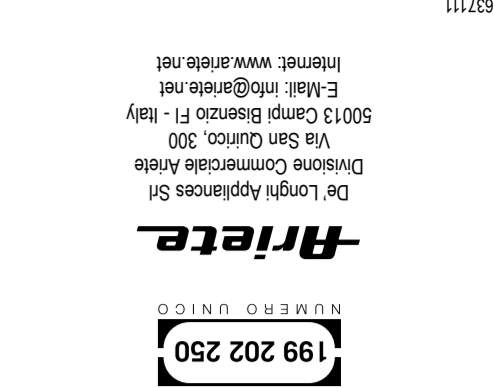 199 202 250
NUMERO UNICO
Ariete
De' Longhi Appliances Srl
Divisione Commerciale Ariete
Via San Quirico, 300
50013 Campi Bisenzio FI - Italy
E-Mail: info@ariete.net
Internet: www.ariete.net
637111